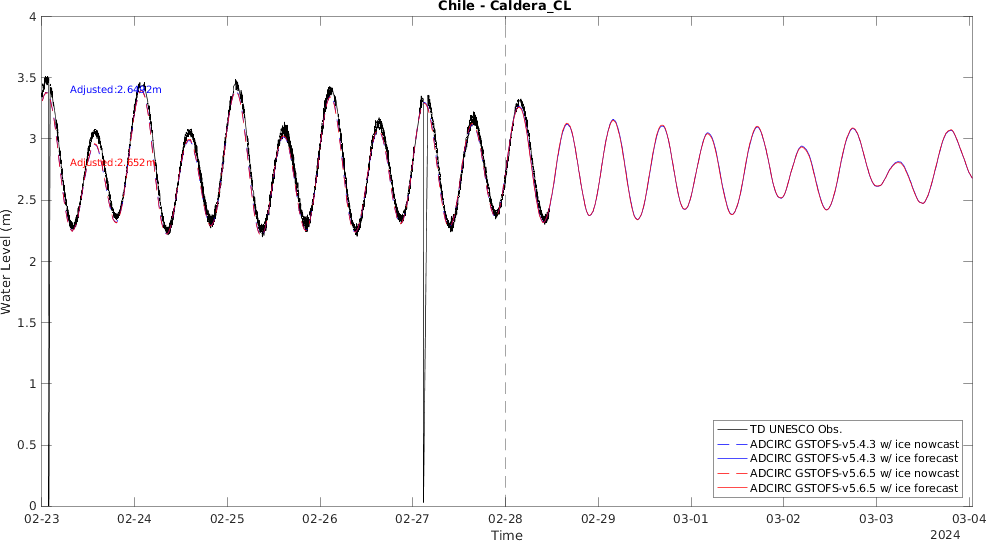 Chile - Caldera_CL
4
3.5
3
2.5
2
1.5
1
0.5
0
Water Level (m)
Adjusted:2.6492m
Adjusted:2.652m
TD UNESCO Obs.
ADCIRC GSTOFS-v5.4.3 w/ ice nowcast
ADCIRC GSTOFS-v5.4.3 w/ ice forecast
ADCIRC GSTOFS-v5.6.5 w/ ice nowcast
ADCIRC GSTOFS-v5.6.5 w/ ice forecast
02-23 02-24 02-25 02-26 02-27 02-28 02-29 03-01 03-02 03-03 03-04
Time
2024